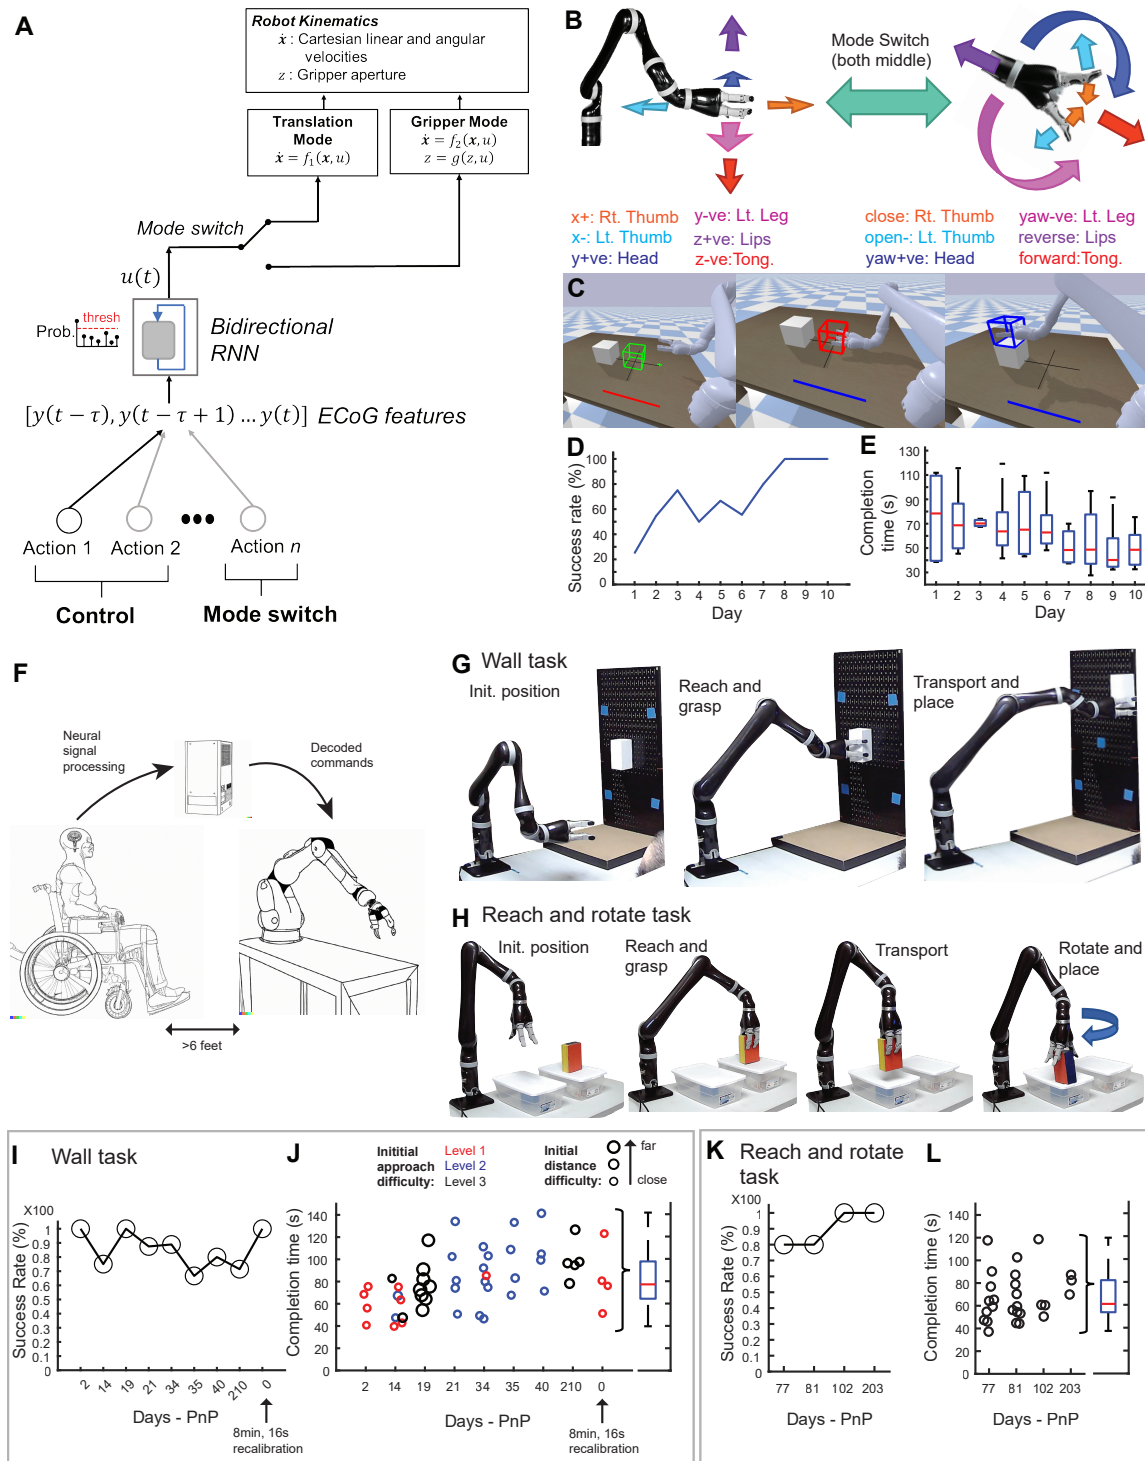 A
Robot Kinematics
ẋ : Cartesian linear and angular
velocities
z : Gripper aperture
Translation
Mode
ẋ = f₁(x, u)
Gripper Mode
ẋ = f₂(x, u)
z = g(z, u)
Mode switch
u(t)
thresh
Prob.
Bidirectional
RNN
[y(t − τ), y(t − τ + 1) … y(t)] ECoG features
Action 1
Action 2
Action n
Control
Mode switch
B
Mode Switch
(both middle)
x+: Rt. Thumb
x-: Lt. Thumb
y+ve: Head
y-ve: Lt. Leg
z+ve: Lips
z-ve:Tong.
close: Rt. Thumb
open-: Lt. Thumb
yaw+ve: Head
yaw-ve: Lt. Leg
reverse: Lips
forward:Tong.
C
D
Success rate (%)
100
80
60
40
20
0
1 2 3 4 5 6 7 8 9 10
Day
E
Completion
time (s)
130
110
90
70
50
30
1 2 3 4 5 6 7 8 9 10
Day
F
Neural
signal
processing
Decoded
commands
>6 feet
G Wall task
Init. position
Reach and
grasp
Transport and
place
H Reach and rotate task
Init. position
Reach and
grasp
Transport
Rotate and
place
I Wall task
X100
Success Rate (%)
1
0.9
0.8
0.7
0.6
0.5
0.4
0.3
0.2
0.1
0
2 14 19 21 34 35 40 210 0
Days - PnP
8min, 16s
recalibration
J
Inititial
approach
difficulty:
Level 1
Level 2
Level 3
Initial
distance
difficulty:
far
close
Completion time (s)
140
120
100
80
60
40
20
0
2 14 19 21 34 35 40 210 0
Days - PnP
8min, 16s
recalibration
K Reach and rotate
task
X100
Success Rate (%)
1
0.9
0.8
0.7
0.6
0.5
0.4
0.3
0.2
0.1
0
77 81 102 203
Days - PnP
L
Completion time (s)
140
120
100
80
60
40
20
0
77 81 102 203
Days - PnP